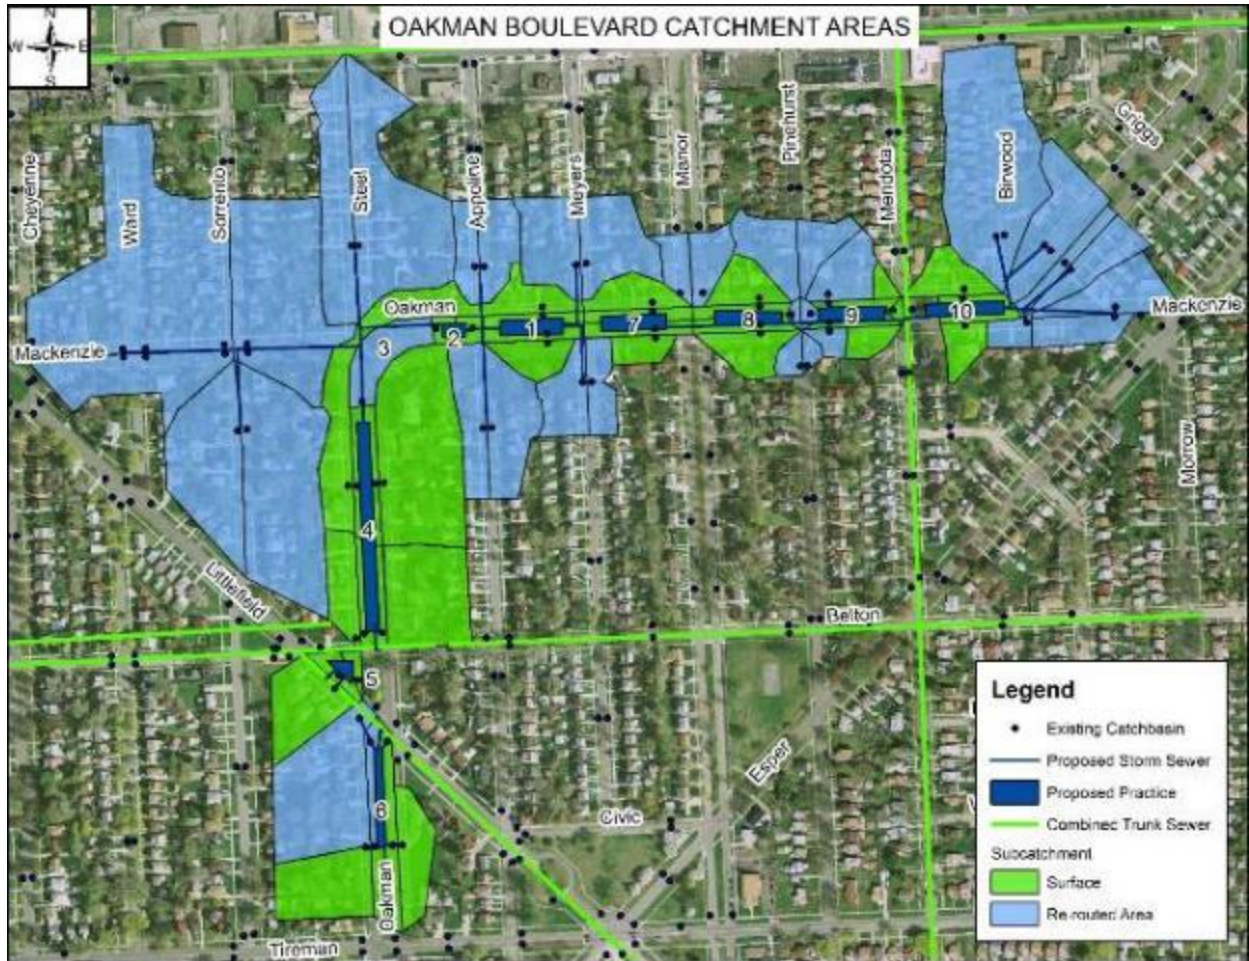 OAKMAN BOULEVARD CATCHMENT AREAS
N
W E
S
Cheyenne
Ward
Sorrento
Steel
Appoline
Meyers
Manor
Pinehurst
Mendota
Birwood
Griggs
Oakman
Mackenzie
Mackenzie
3
2
1
7
8
9
10
4
Morrow
Littlefield
Belton
5
6
Oakman
Civic
Esper
Tireman
Legend
Existing Catchbasin
Proposed Storm Sewer
Proposed Practice
Combined Trunk Sewer
Subcatchment
Surface
Re-routed Area